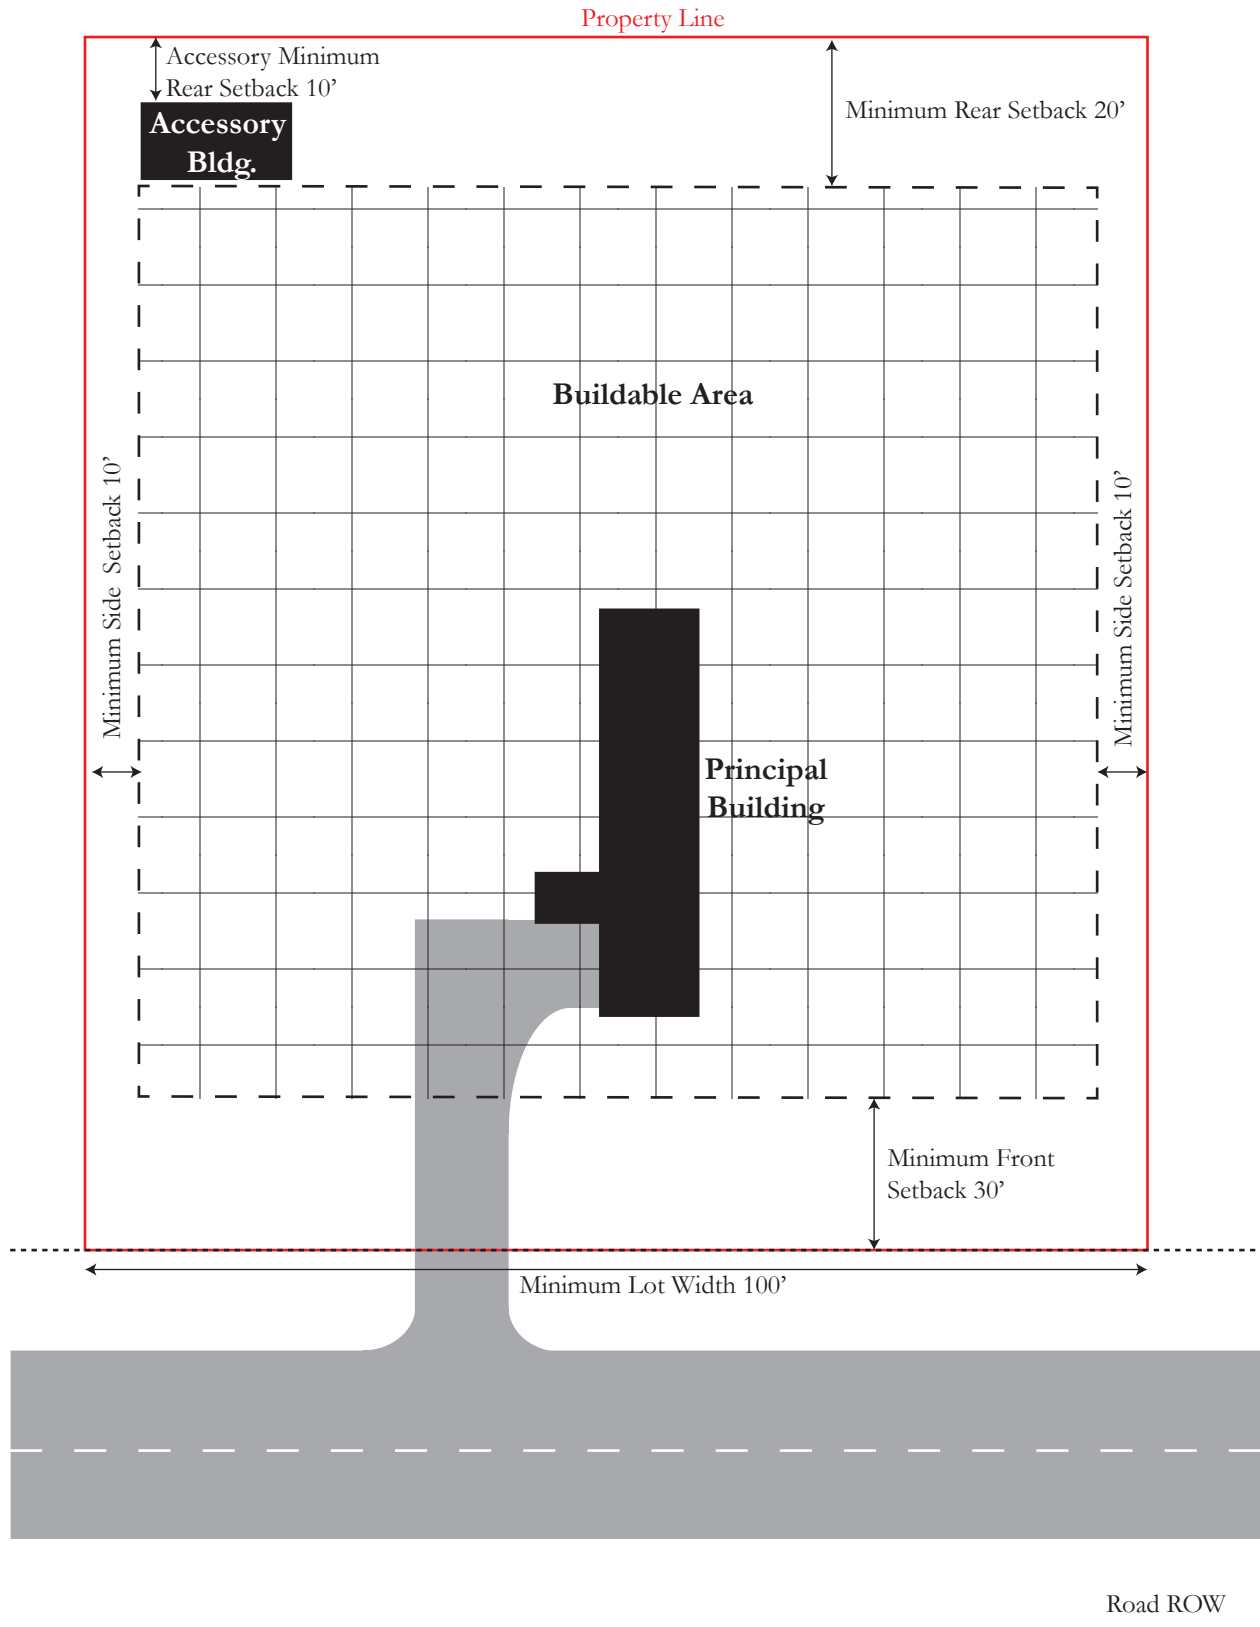 Property Line
Accessory Minimum
Rear Setback 10’
Minimum Rear Setback 20’
Accessory
Bldg.
Buildable Area
Minimum Side Setback 10’
Minimum Side Setback 10’
Principal
Building
Minimum Front
Setback 30’
Minimum Lot Width 100’
Road ROW